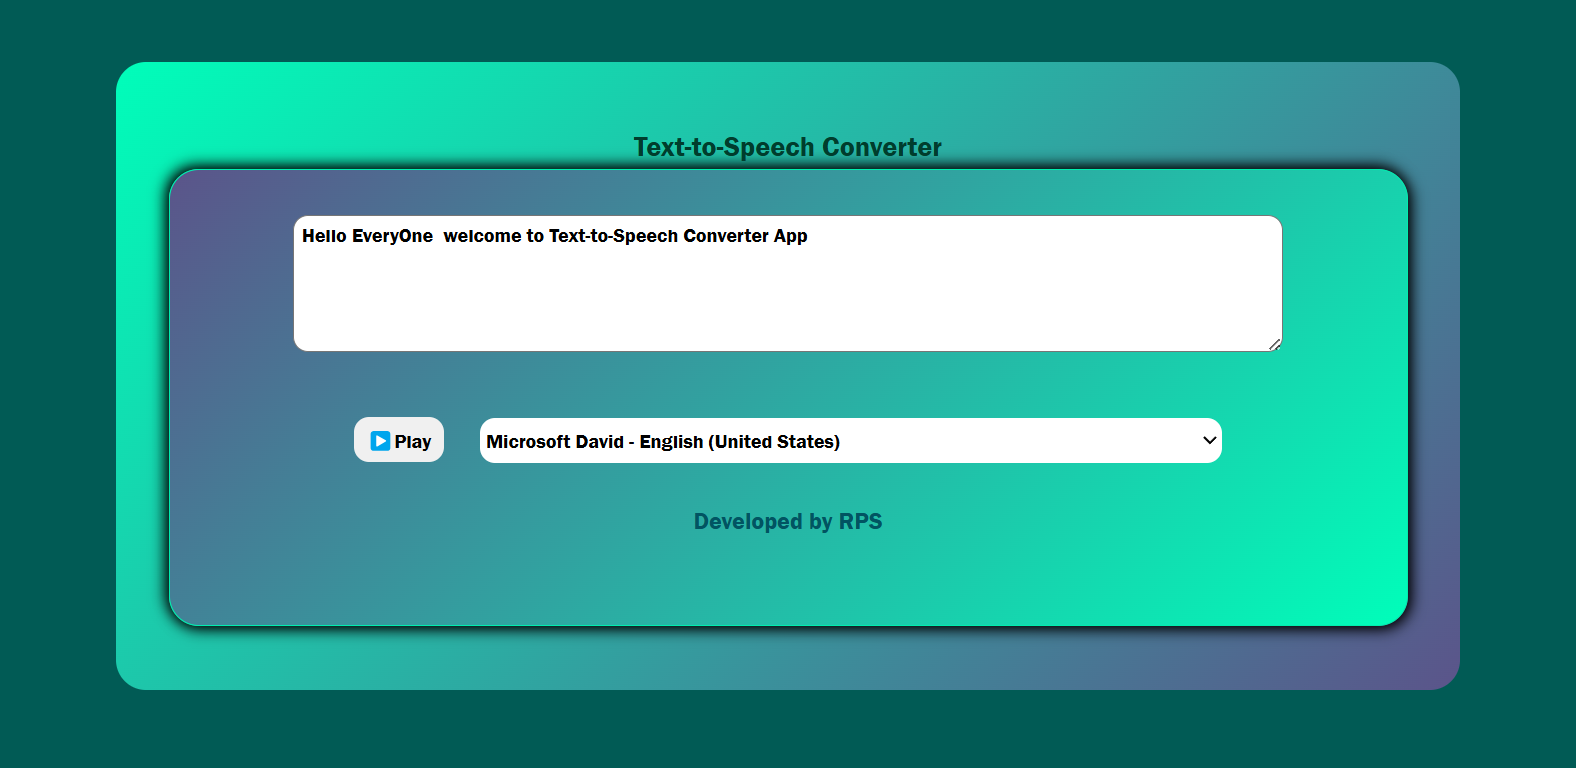 Text-to-Speech Converter
Hello EveryOne  welcome to Text-to-Speech Converter App
Play
Microsoft David - English (United States)
Developed by RPS